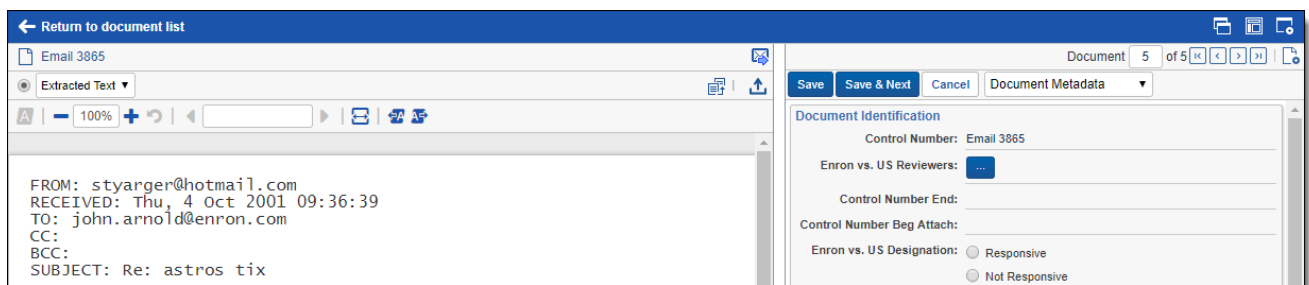 Return to document list
Email 3865
Extracted Text
100%
FROM: styarger@hotmail.com
RECEIVED: Thu, 4 Oct 2001 09:36:39
TO: john.arnold@enron.com
CC:
BCC:
SUBJECT: Re: astros tix
Document 5 of 5
Save Save & Next Cancel Document Metadata
Document Identification
Control Number: Email 3865
Enron vs. US Reviewers: ...
Control Number End:
Control Number Beg Attach:
Enron vs. US Designation: Responsive
Not Responsive